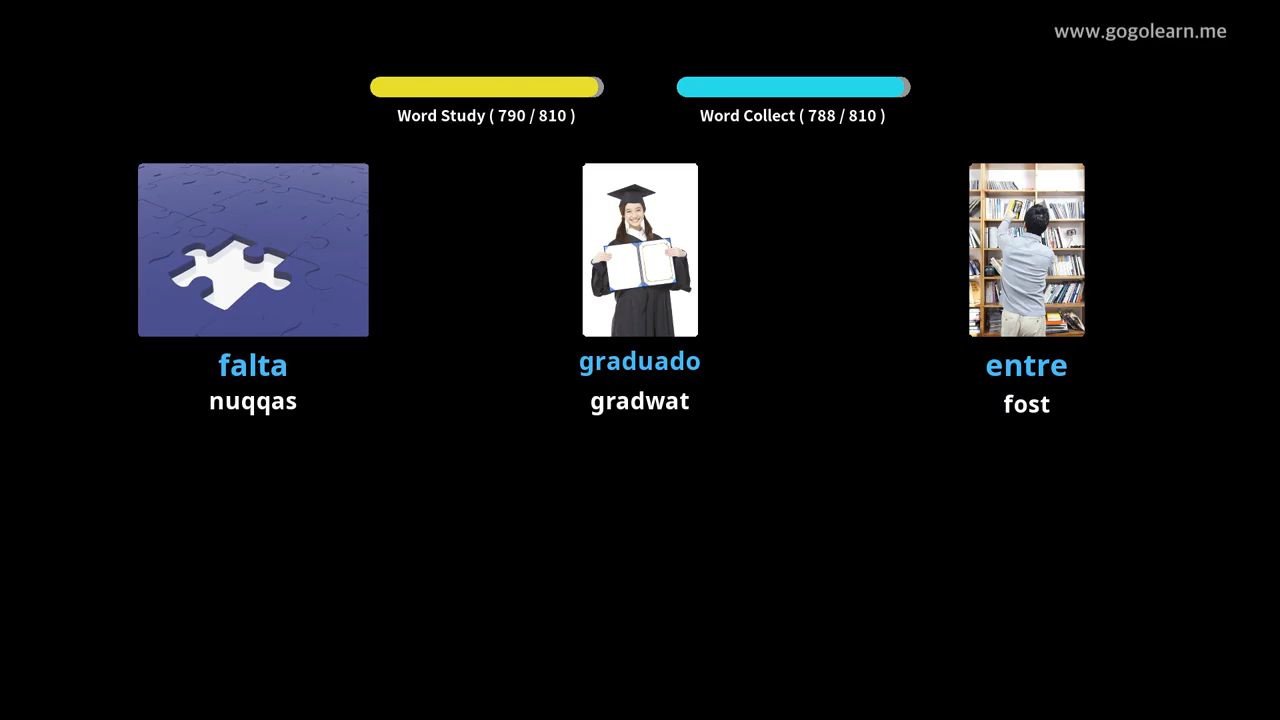 www.gogolearn.me
Word Study ( 790 / 810 )
Word Collect ( 788 / 810 )
falta
nuqqas
graduado
gradwat
entre
fost